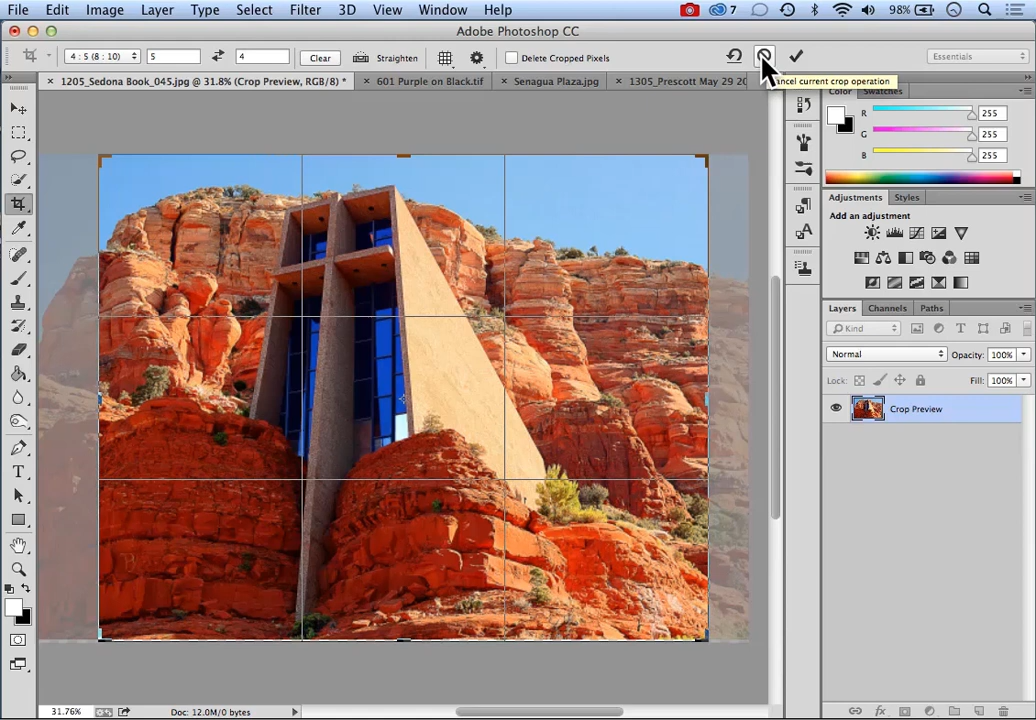 File Edit Image Layer Type Select Filter 3D View Window Help 7 98%
Adobe Photoshop CC
4 : 5 (8 : 10) 5 4 Clear Straighten Delete Cropped Pixels Essentials
1205_Sedona Book_045.jpg @ 31.8% (Crop Preview, RGB/8) * 601 Purple on Black.tif Senagua Plaza.jpg 1305_Prescott May 29 20
Cancel current crop operation
Color Swatches
R 255
G 255
B 255
Adjustments Styles
Add an adjustment
Layers Channels Paths
Kind T
Normal Opacity: 100%
Lock: Fill: 100%
Crop Preview
31.76% Doc: 12.0M/0 bytes
fx